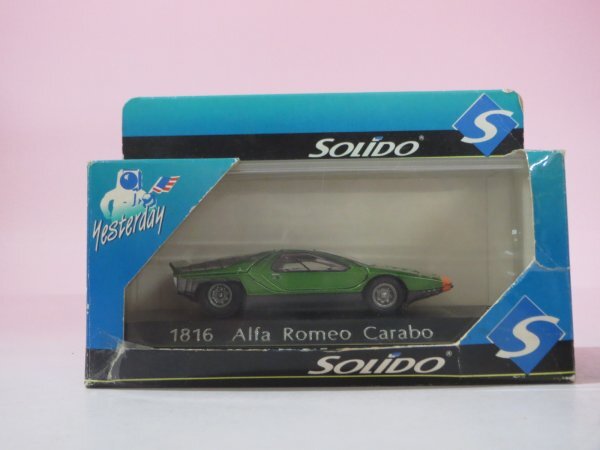 SOLIDO®
S
Yesterday
1816 Alfa Romeo Carabo
SOLIDO
S